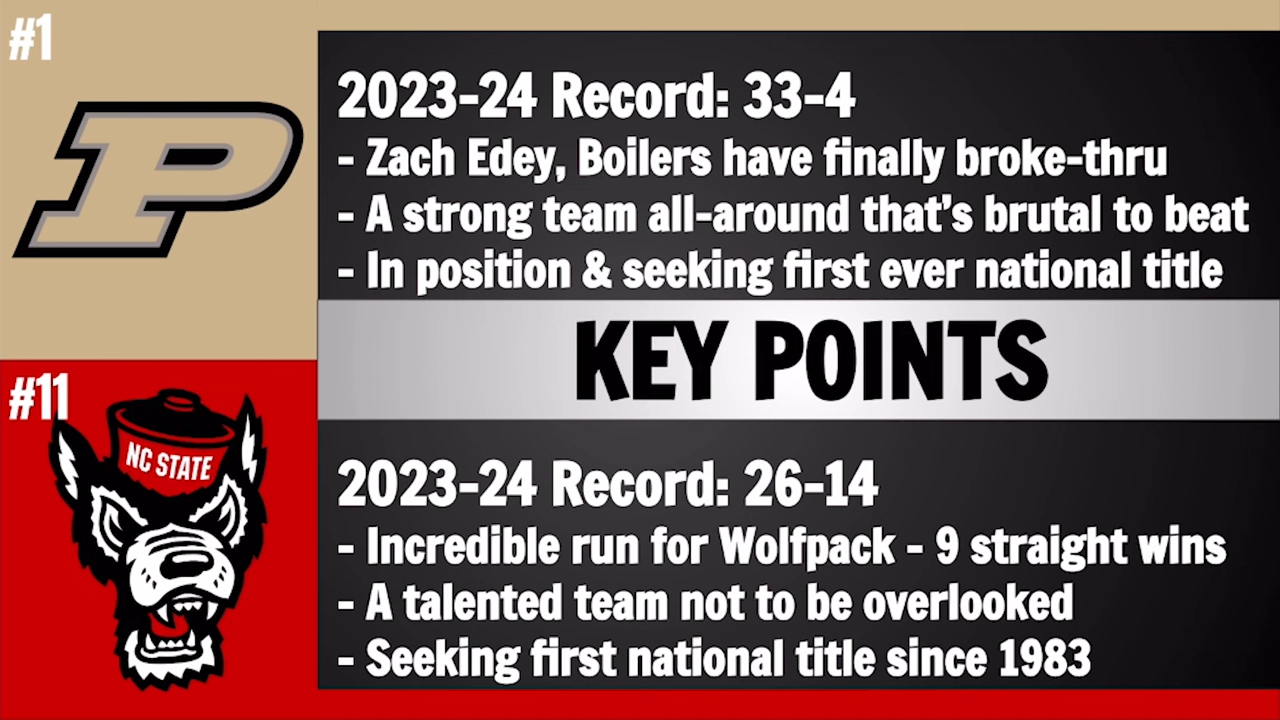 #1
P
2023-24 Record: 33-4
- Zach Edey, Boilers have finally broke-thru
- A strong team all-around that's brutal to beat
- In position & seeking first ever national title
KEY POINTS
#11
NC STATE
2023-24 Record: 26-14
- Incredible run for Wolfpack - 9 straight wins
- A talented team not to be overlooked
- Seeking first national title since 1983